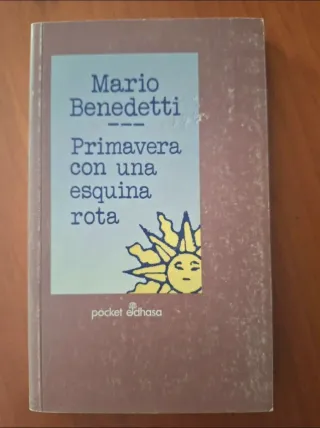 Mario
Benedetti
Primavera
con una
esquina
rota
pocket edhasa